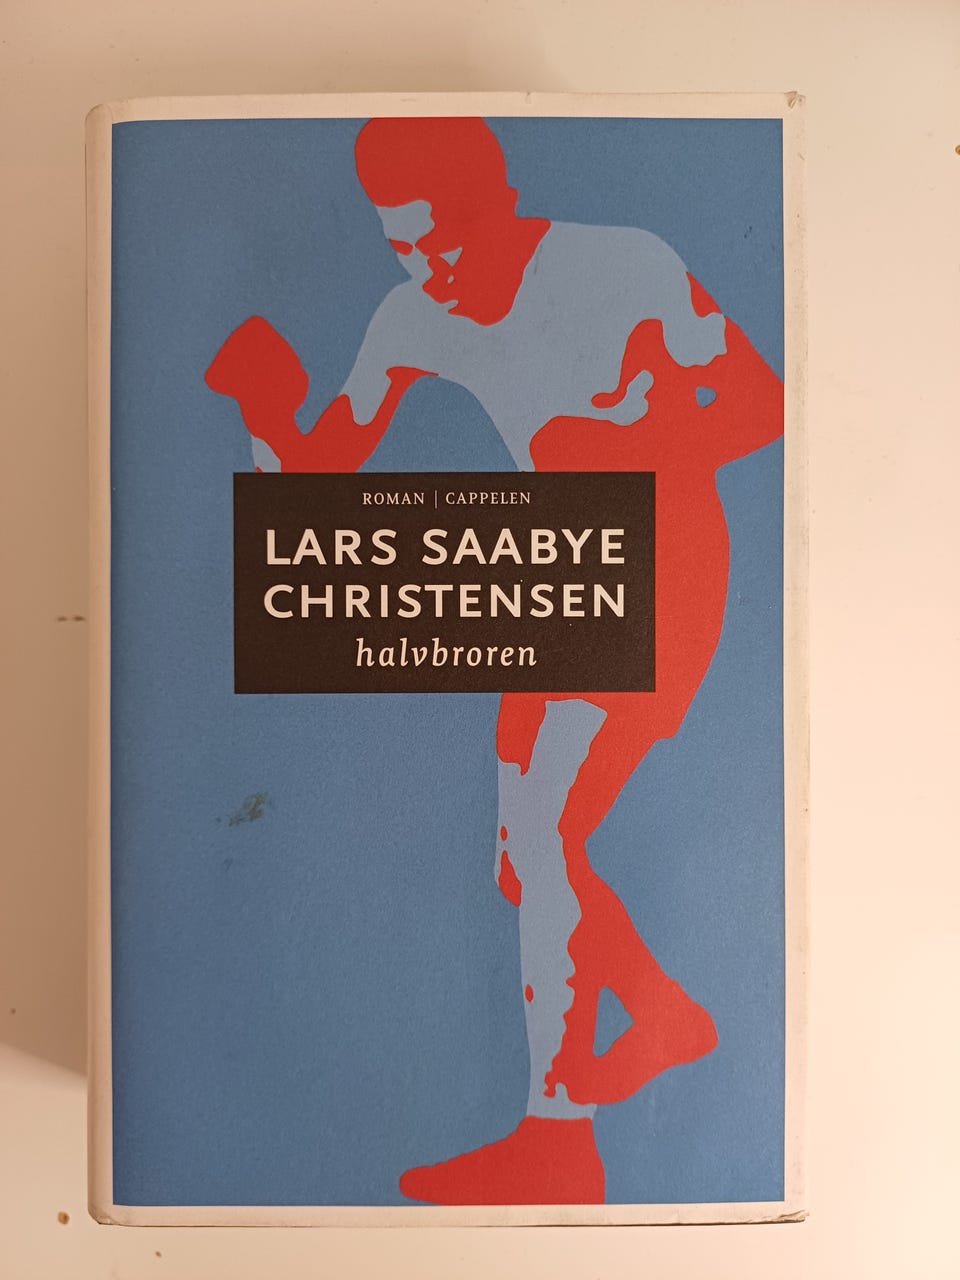 ROMAN | CAPPELEN
LARS SAABYE
CHRISTENSEN
halvbroren